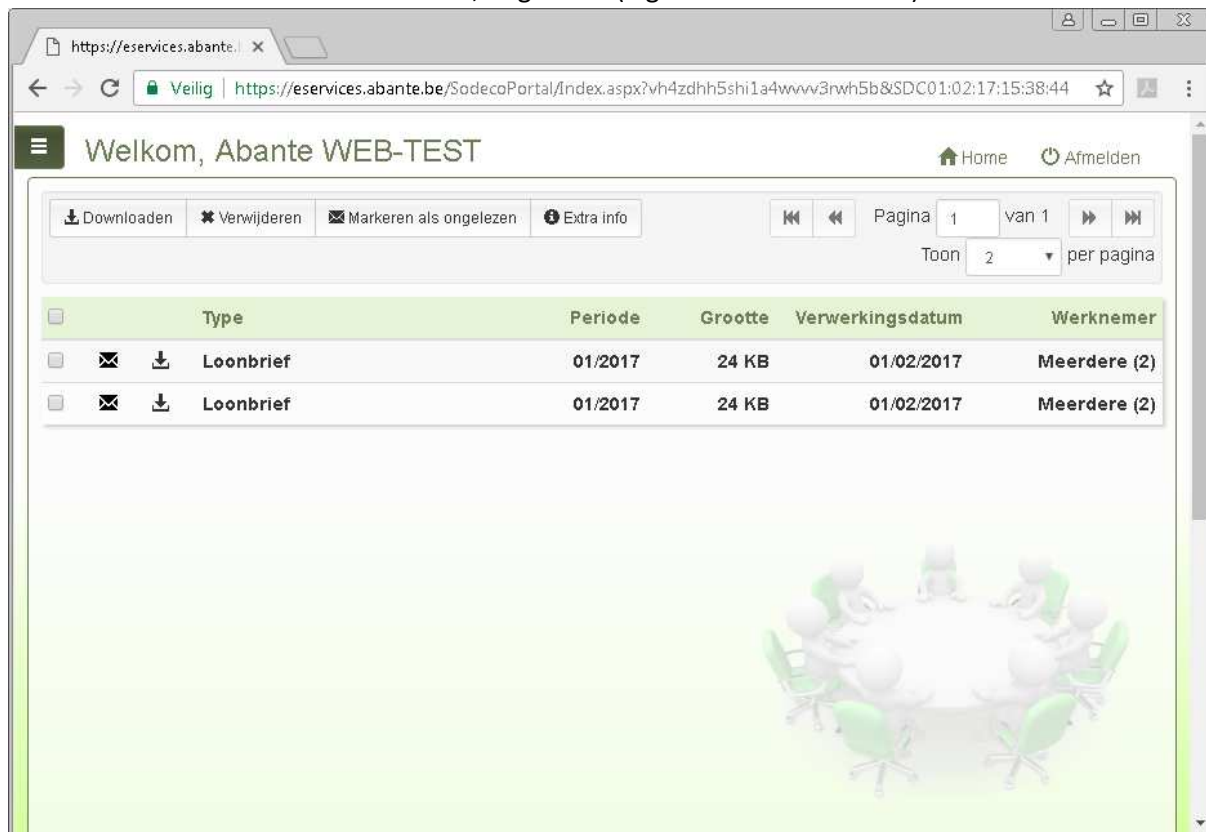 https://eservices.abante.
Veilig | https://eservices.abante.be/SodecoPortal/Index.aspx?vh4zdhh5shi1a4wvvv3rwh5b&SDC01:02:17:15:38:44
Welkom, Abante WEB-TEST
Home Afmelden
Downloaden Verwijderen Markeren als ongelezen Extra info Pagina 1 van 1
Toon 2 per pagina
Type Periode Grootte Verwerkingsdatum Werknemer
Loonbrief 01/2017 24 KB 01/02/2017 Meerdere (2)
Loonbrief 01/2017 24 KB 01/02/2017 Meerdere (2)